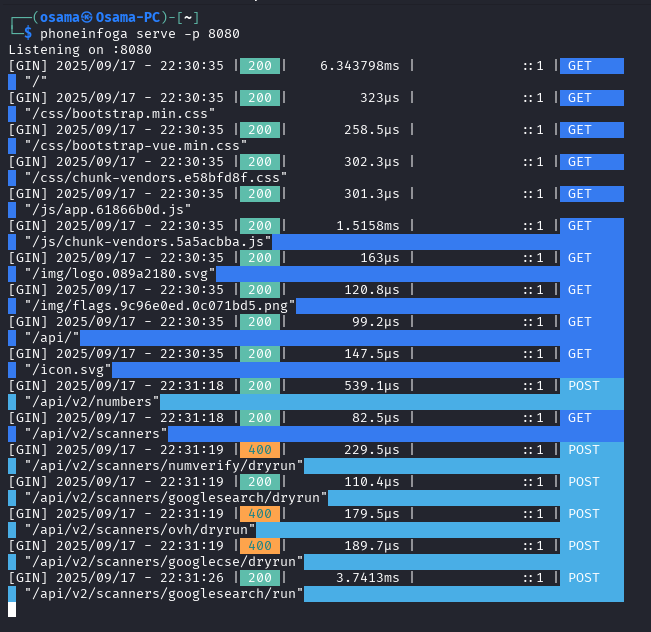 ┌──(osama㉿Osama-PC)-[~]
└─$ phoneinfoga serve -p 8080
Listening on :8080
[GIN] 2025/09/17 - 22:30:35 | 200 |    6.343798ms |             ::1 | GET
"/"
[GIN] 2025/09/17 - 22:30:35 | 200 |         323µs |             ::1 | GET
"/css/bootstrap.min.css"
[GIN] 2025/09/17 - 22:30:35 | 200 |       258.5µs |             ::1 | GET
"/css/bootstrap-vue.min.css"
[GIN] 2025/09/17 - 22:30:35 | 200 |       302.3µs |             ::1 | GET
"/css/chunk-vendors.e58bfd8f.css"
[GIN] 2025/09/17 - 22:30:35 | 200 |       301.3µs |             ::1 | GET
"/js/app.61866b0d.js"
[GIN] 2025/09/17 - 22:30:35 | 200 |      1.5158ms |             ::1 | GET
"/js/chunk-vendors.5a5acbba.js"
[GIN] 2025/09/17 - 22:30:35 | 200 |         163µs |             ::1 | GET
"/img/logo.089a2180.svg"
[GIN] 2025/09/17 - 22:30:35 | 200 |       120.8µs |             ::1 | GET
"/img/flags.9c96e0ed.0c071bd5.png"
[GIN] 2025/09/17 - 22:30:35 | 200 |        99.2µs |             ::1 | GET
"/api/"
[GIN] 2025/09/17 - 22:30:35 | 200 |       147.5µs |             ::1 | GET
"/icon.svg"
[GIN] 2025/09/17 - 22:31:18 | 200 |       539.1µs |             ::1 | POST
"/api/v2/numbers"
[GIN] 2025/09/17 - 22:31:18 | 200 |        82.5µs |             ::1 | GET
"/api/v2/scanners"
[GIN] 2025/09/17 - 22:31:19 | 400 |       229.5µs |             ::1 | POST
"/api/v2/scanners/numverify/dryrun"
[GIN] 2025/09/17 - 22:31:19 | 200 |       110.4µs |             ::1 | POST
"/api/v2/scanners/googlesearch/dryrun"
[GIN] 2025/09/17 - 22:31:19 | 400 |       179.5µs |             ::1 | POST
"/api/v2/scanners/ovh/dryrun"
[GIN] 2025/09/17 - 22:31:19 | 400 |       189.7µs |             ::1 | POST
"/api/v2/scanners/googlecse/dryrun"
[GIN] 2025/09/17 - 22:31:26 | 200 |      3.7413ms |             ::1 | POST
"/api/v2/scanners/googlesearch/run"